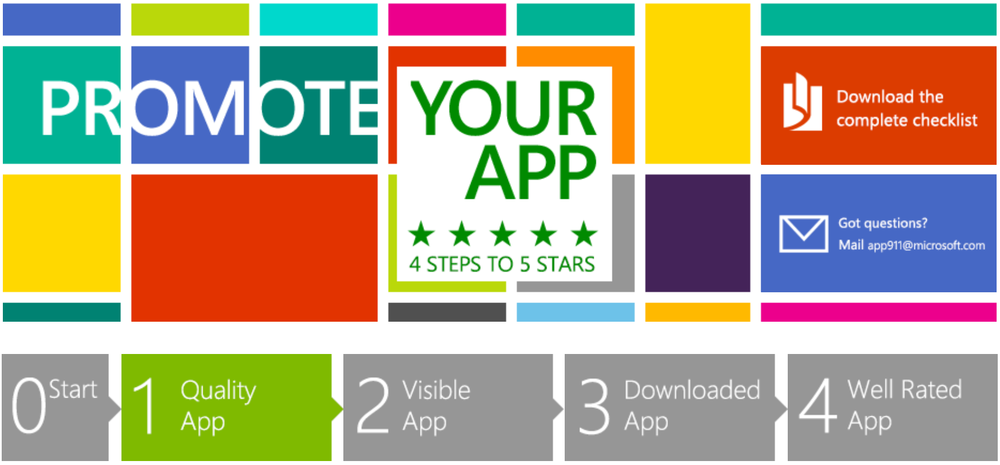 PROMOTE
YOUR
APP
4 STEPS TO 5 STARS
Download the
complete checklist
Got questions?
Mail app911@microsoft.com
0 Start
1 Quality
App
2 Visible
App
3 Downloaded
App
4 Well Rated
App